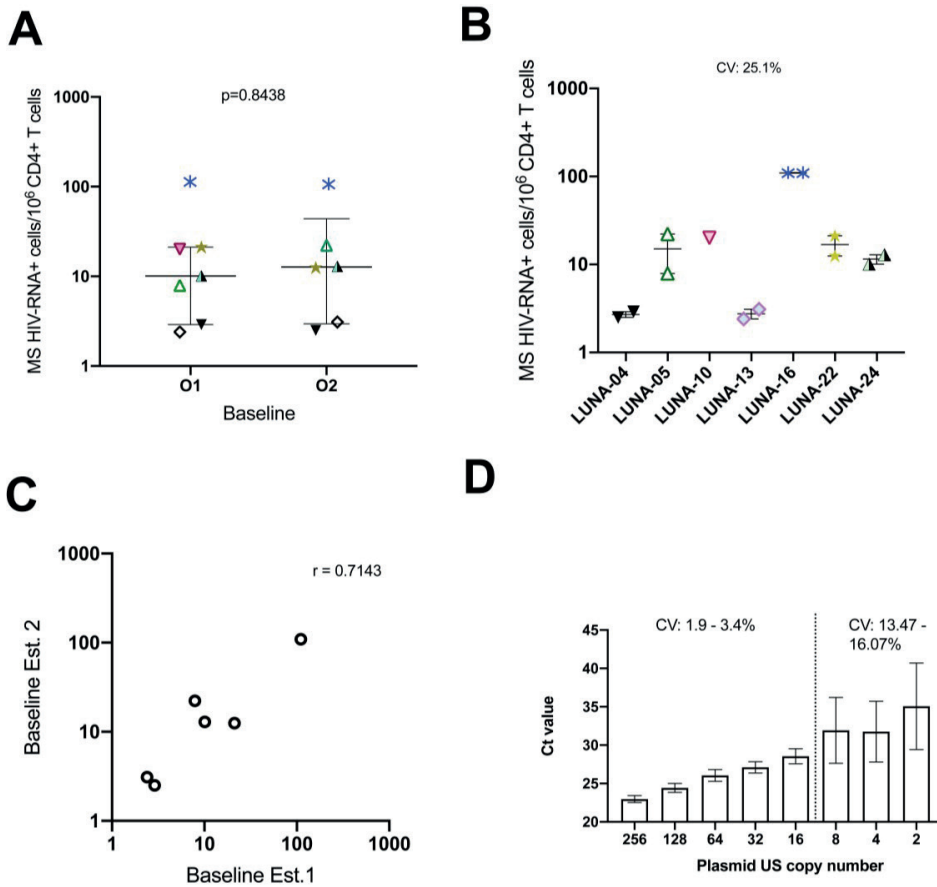 A
p=0.8438
MS HIV-RNA+ cells/10⁶ CD4+ T cells
1000
100
10
1
O1 O2
Baseline
B
CV: 25.1%
MS HIV-RNA+ cells/10⁶ CD4+ T cells
1000
100
10
1
LUNA-04 LUNA-05 LUNA-10 LUNA-13 LUNA-16 LUNA-22 LUNA-24
C
r = 0.7143
Baseline Est. 2
1000
100
10
1
1 10 100 1000
Baseline Est.1
D
CV: 1.9 - 3.4%
CV: 13.47 -
16.07%
Ct value
45
40
35
30
25
20
256 128 64 32 16 8 4 2
Plasmid US copy number